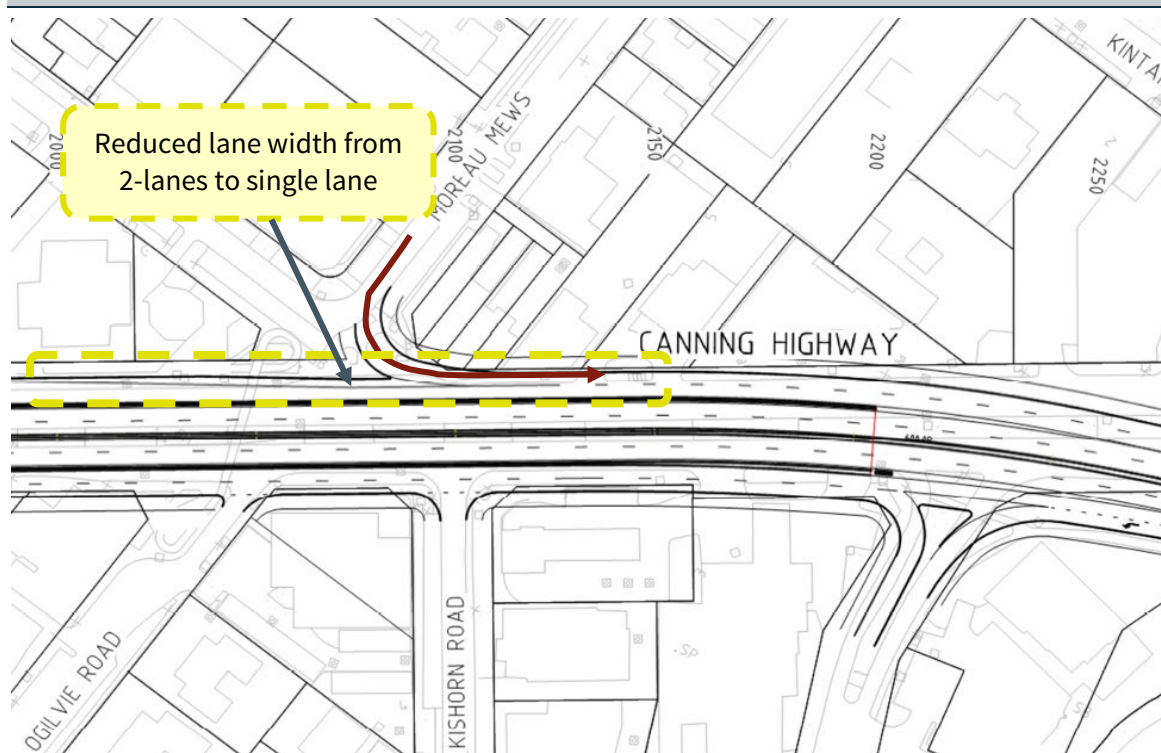 KINTA
Reduced lane width from
2-lanes to single lane
2000
2100
MOREAU MEWS
2150
2200
2250
CANNING HIGHWAY
OGILVIE ROAD
KISHORN ROAD
SP